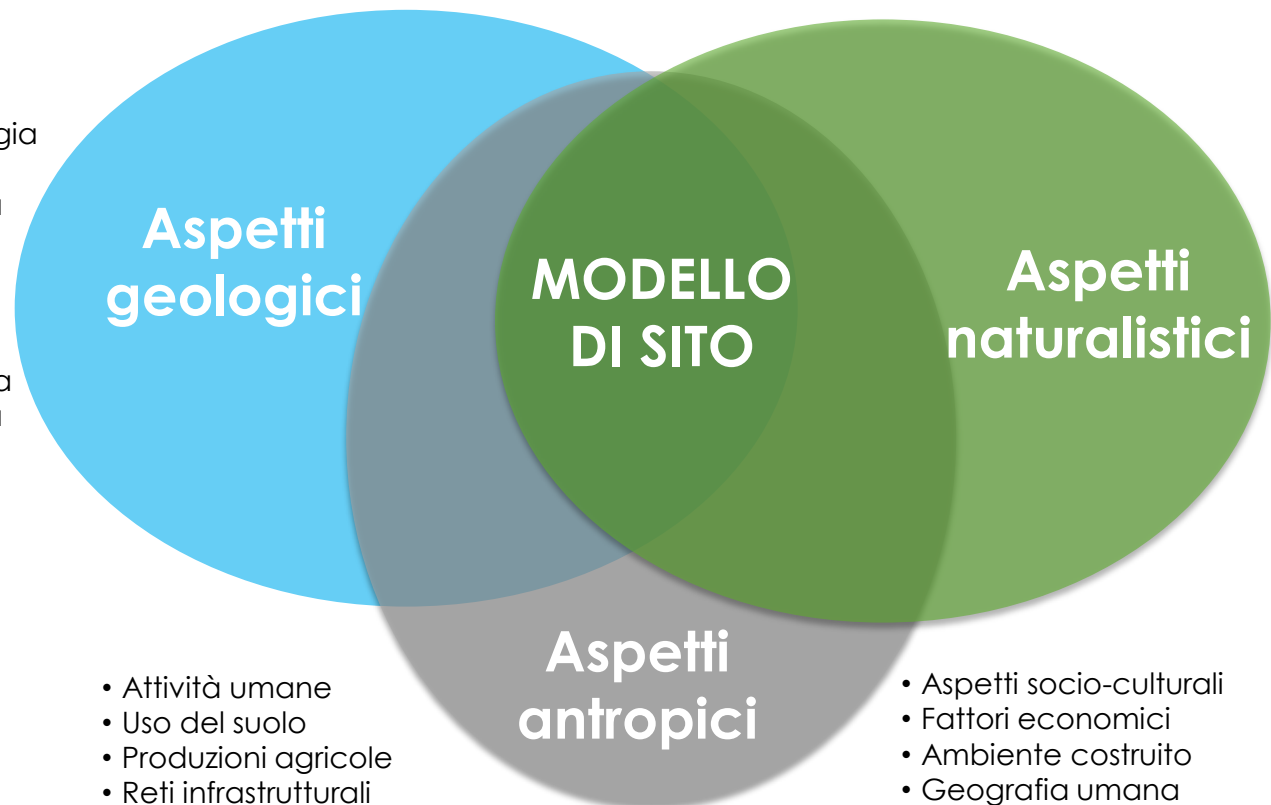 gia
Aspetti
geologici
MODELLO
DI SITO
Aspetti
naturalistici
a
Aspetti
antropici
• Attività umane
• Uso del suolo
• Produzioni agricole
• Reti infrastrutturali
• Aspetti socio-culturali
• Fattori economici
• Ambiente costruito
• Geografia umana